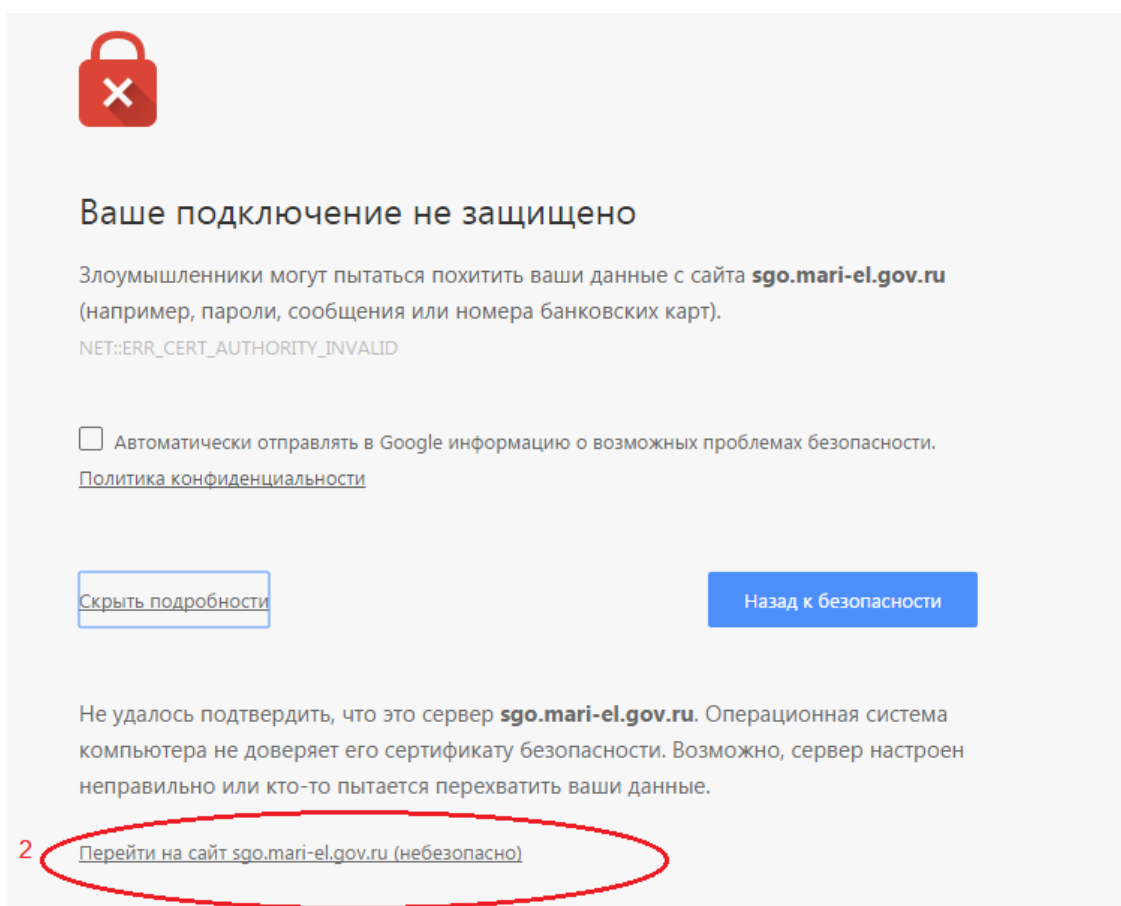 Ваше подключение не защищено
Злоумышленники могут пытаться похитить ваши данные с сайта sgo.mari-el.gov.ru
(например, пароли, сообщения или номера банковских карт).
NET::ERR_CERT_AUTHORITY_INVALID
Автоматически отправлять в Google информацию о возможных проблемах безопасности.
Политика конфиденциальности
Скрыть подробности
Назад к безопасности
Не удалось подтвердить, что это сервер sgo.mari-el.gov.ru. Операционная система
компьютера не доверяет его сертификату безопасности. Возможно, сервер настроен
неправильно или кто-то пытается перехватить ваши данные.
2
Перейти на сайт sgo.mari-el.gov.ru (небезопасно)